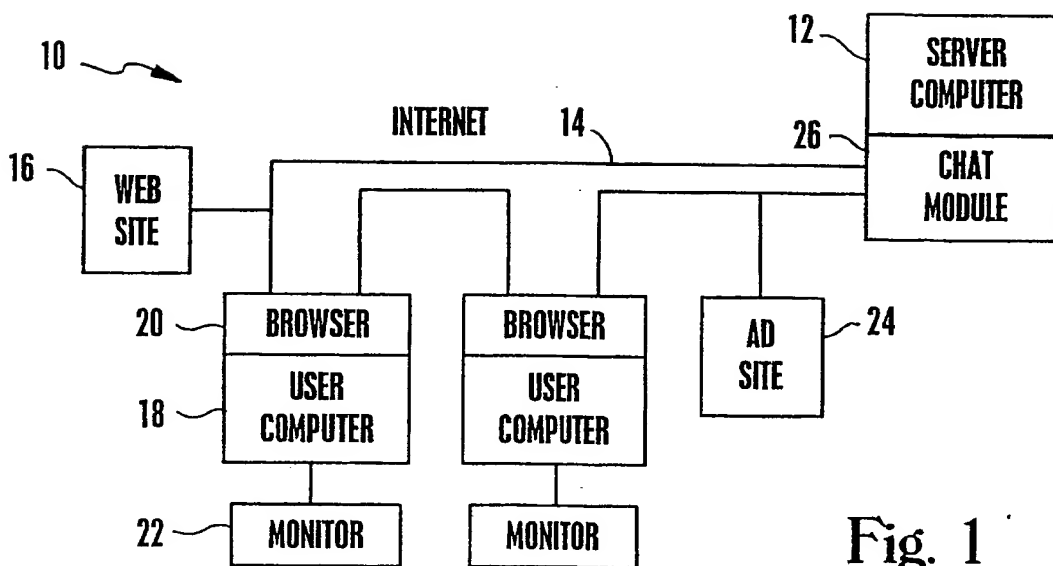 10
12
SERVER
COMPUTER
INTERNET
14
26
CHAT
MODULE
16
WEB
SITE
20
BROWSER
BROWSER
AD
SITE
24
18
USER
COMPUTER
USER
COMPUTER
22
MONITOR
MONITOR
Fig. 1